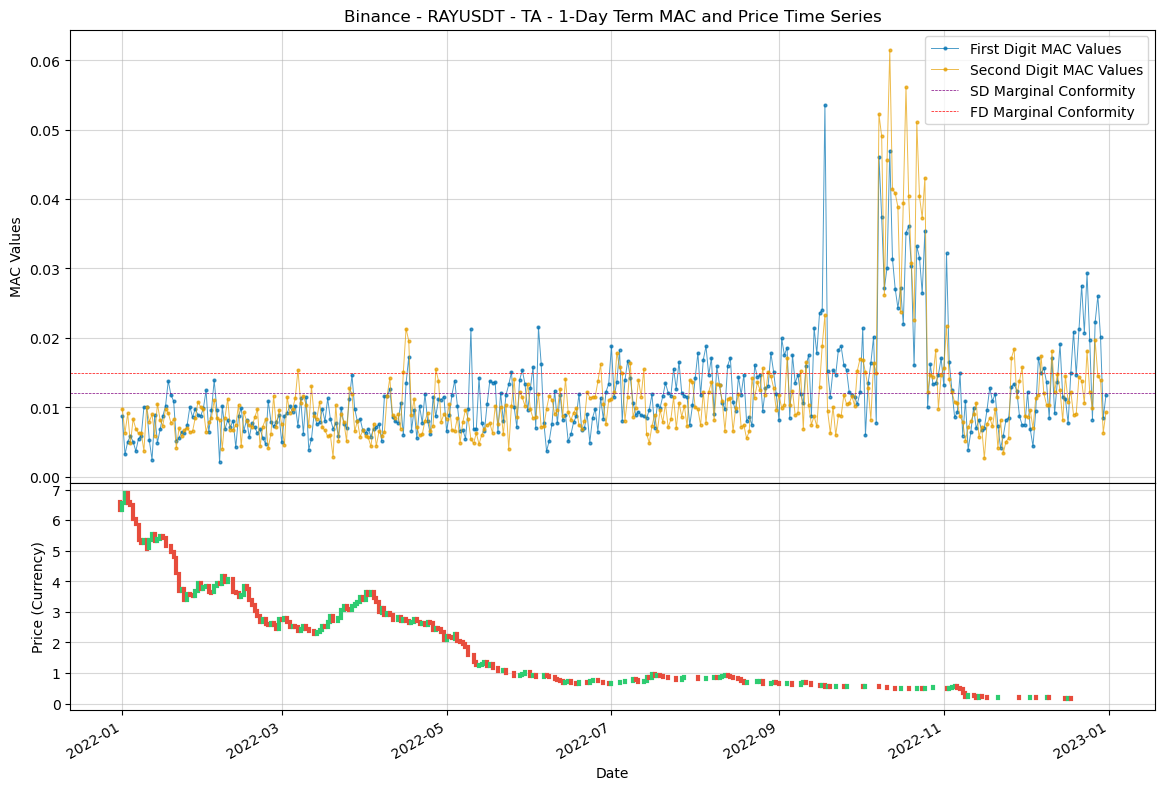 Binance - RAYUSDT - TA - 1-Day Term MAC and Price Time Series
First Digit MAC Values
Second Digit MAC Values
SD Marginal Conformity
FD Marginal Conformity
MAC Values
0.06
0.05
0.04
0.03
0.02
0.01
0.00
Price (Currency)
7
6
5
4
3
2
1
0
2022-01
2022-03
2022-05
2022-07
2022-09
2022-11
2023-01
Date